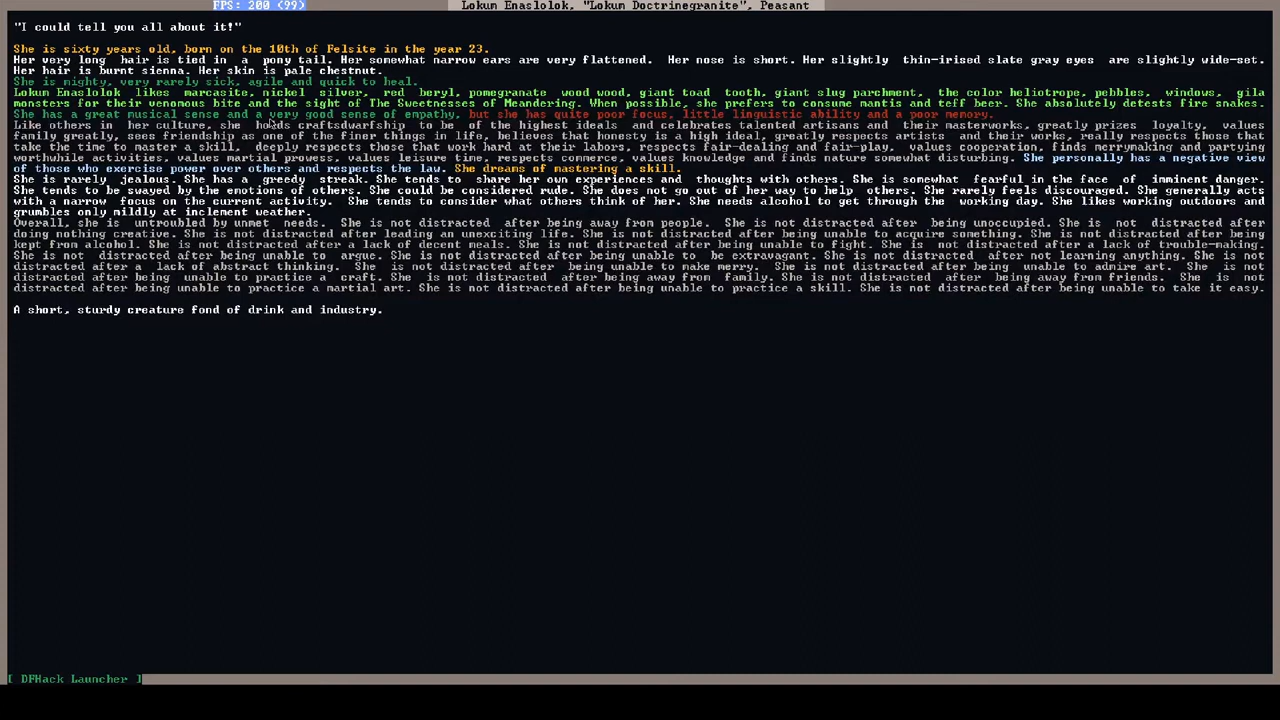 FPS: 200 (99)
Lokum Enaslolok, "Lokum Doctrinegranite", Peasant
"I could tell you all about it!"
She is sixty years old, born on the 10th of Felsite in the year 23.
Her very long hair is tied in a pony tail. Her somewhat narrow ears are very flattened. Her nose is short. Her slightly thin-irised slate gray eyes are slightly wide-set.
Her hair is burnt sienna. Her skin is pale chestnut.
She is mighty, very rarely sick, agile and quick to heal.
Lokum Enaslolok likes marcasite, nickel silver, red beryl, pomegranate wood wood, giant toad tooth, giant slug parchment, the color heliotrope, pebbles, windows, gila
monsters for their venomous bite and the sight of The Sweetnesses of Meandering. When possible, she prefers to consume mantis and teff beer. She absolutely detests fire snakes.
She has a great musical sense and a very good sense of empathy, but she has quite poor focus, little linguistic ability and a poor memory.
Like others in her culture, she holds craftsdwarfship to be of the highest ideals and celebrates talented artisans and their masterworks, greatly prizes loyalty, values
family greatly, sees friendship as one of the finer things in life, believes that honesty is a high ideal, greatly respects artists and their works, really respects those that
take the time to master a skill, deeply respects those that work hard at their labors, respects fair-dealing and fair-play, values cooperation, finds merrymaking and partying
worthwhile activities, values martial prowess, values leisure time, respects commerce, values knowledge and finds nature somewhat disturbing. She personally has a negative view
of those who exercise power over others and respects the law. She dreams of mastering a skill.
She is rarely jealous. She has a greedy streak. She tends to share her own experiences and thoughts with others. She is somewhat fearful in the face of imminent danger.
She tends to be swayed by the emotions of others. She could be considered rude. She does not go out of her way to help others. She rarely feels discouraged. She generally acts
with a narrow focus on the current activity. She tends to consider what others think of her. She needs alcohol to get through the working day. She likes working outdoors and
grumbles only mildly at inclement weather.
Overall, she is untroubled by unmet needs. She is not distracted after being away from people. She is not distracted after being unoccupied. She is not distracted after
doing nothing creative. She is not distracted after leading an unexciting life. She is not distracted after being unable to acquire something. She is not distracted after being
kept from alcohol. She is not distracted after a lack of decent meals. She is not distracted after being unable to fight. She is not distracted after a lack of trouble-making.
She is not distracted after being unable to argue. She is not distracted after being unable to be extravagant. She is not distracted after not learning anything. She is not
distracted after a lack of abstract thinking. She is not distracted after being unable to make merry. She is not distracted after being unable to admire art. She is not
distracted after being unable to practice a craft. She is not distracted after being away from family. She is not distracted after being away from friends. She is not
distracted after being unable to practice a martial art. She is not distracted after being unable to practice a skill. She is not distracted after being unable to take it easy.
A short, sturdy creature fond of drink and industry.
[ DFHack Launcher ]